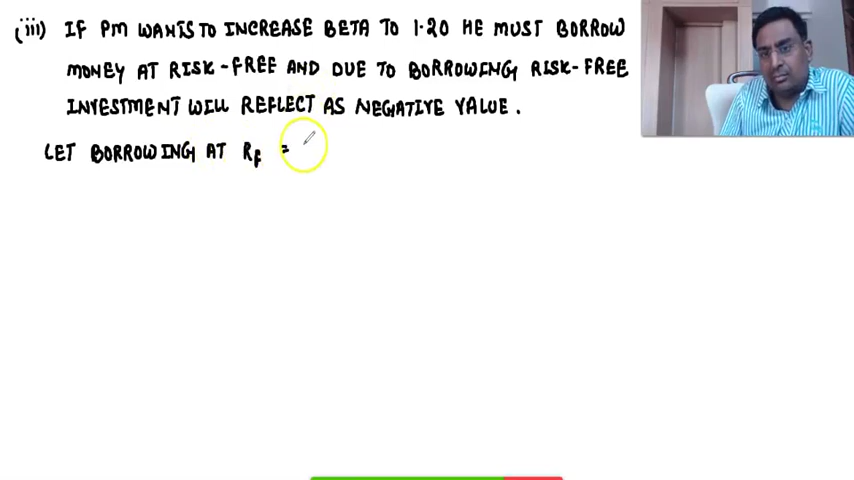 (iii) IF PM WANTS TO INCREASE BETA TO 1.20 HE MUST BORROW
MONEY AT RISK-FREE AND DUE TO BORROWING RISK-FREE
INVESTMENT WILL REFLECT AS NEGATIVE VALUE.
LET BORROWING AT Rf =